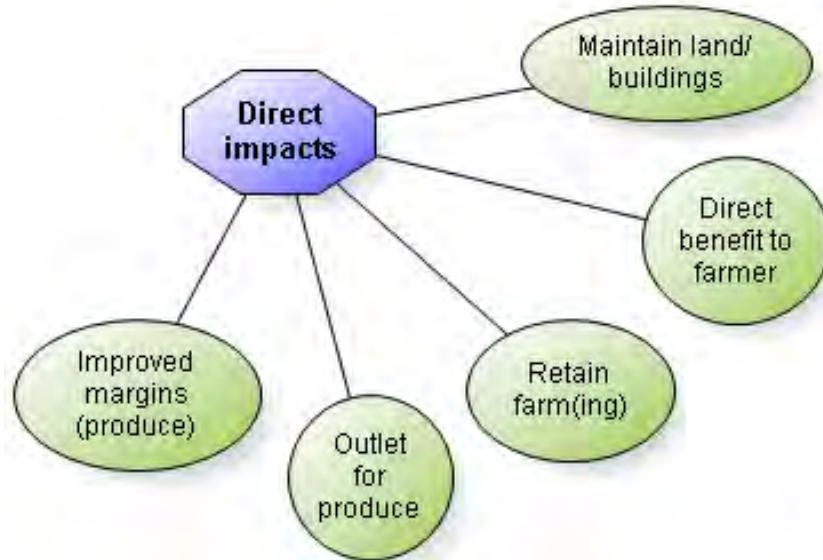 Direct
impacts
Maintain land/
buildings
Direct
benefit to
farmer
Retain
farm(ing)
Outlet
for
produce
Improved
margins
(produce)